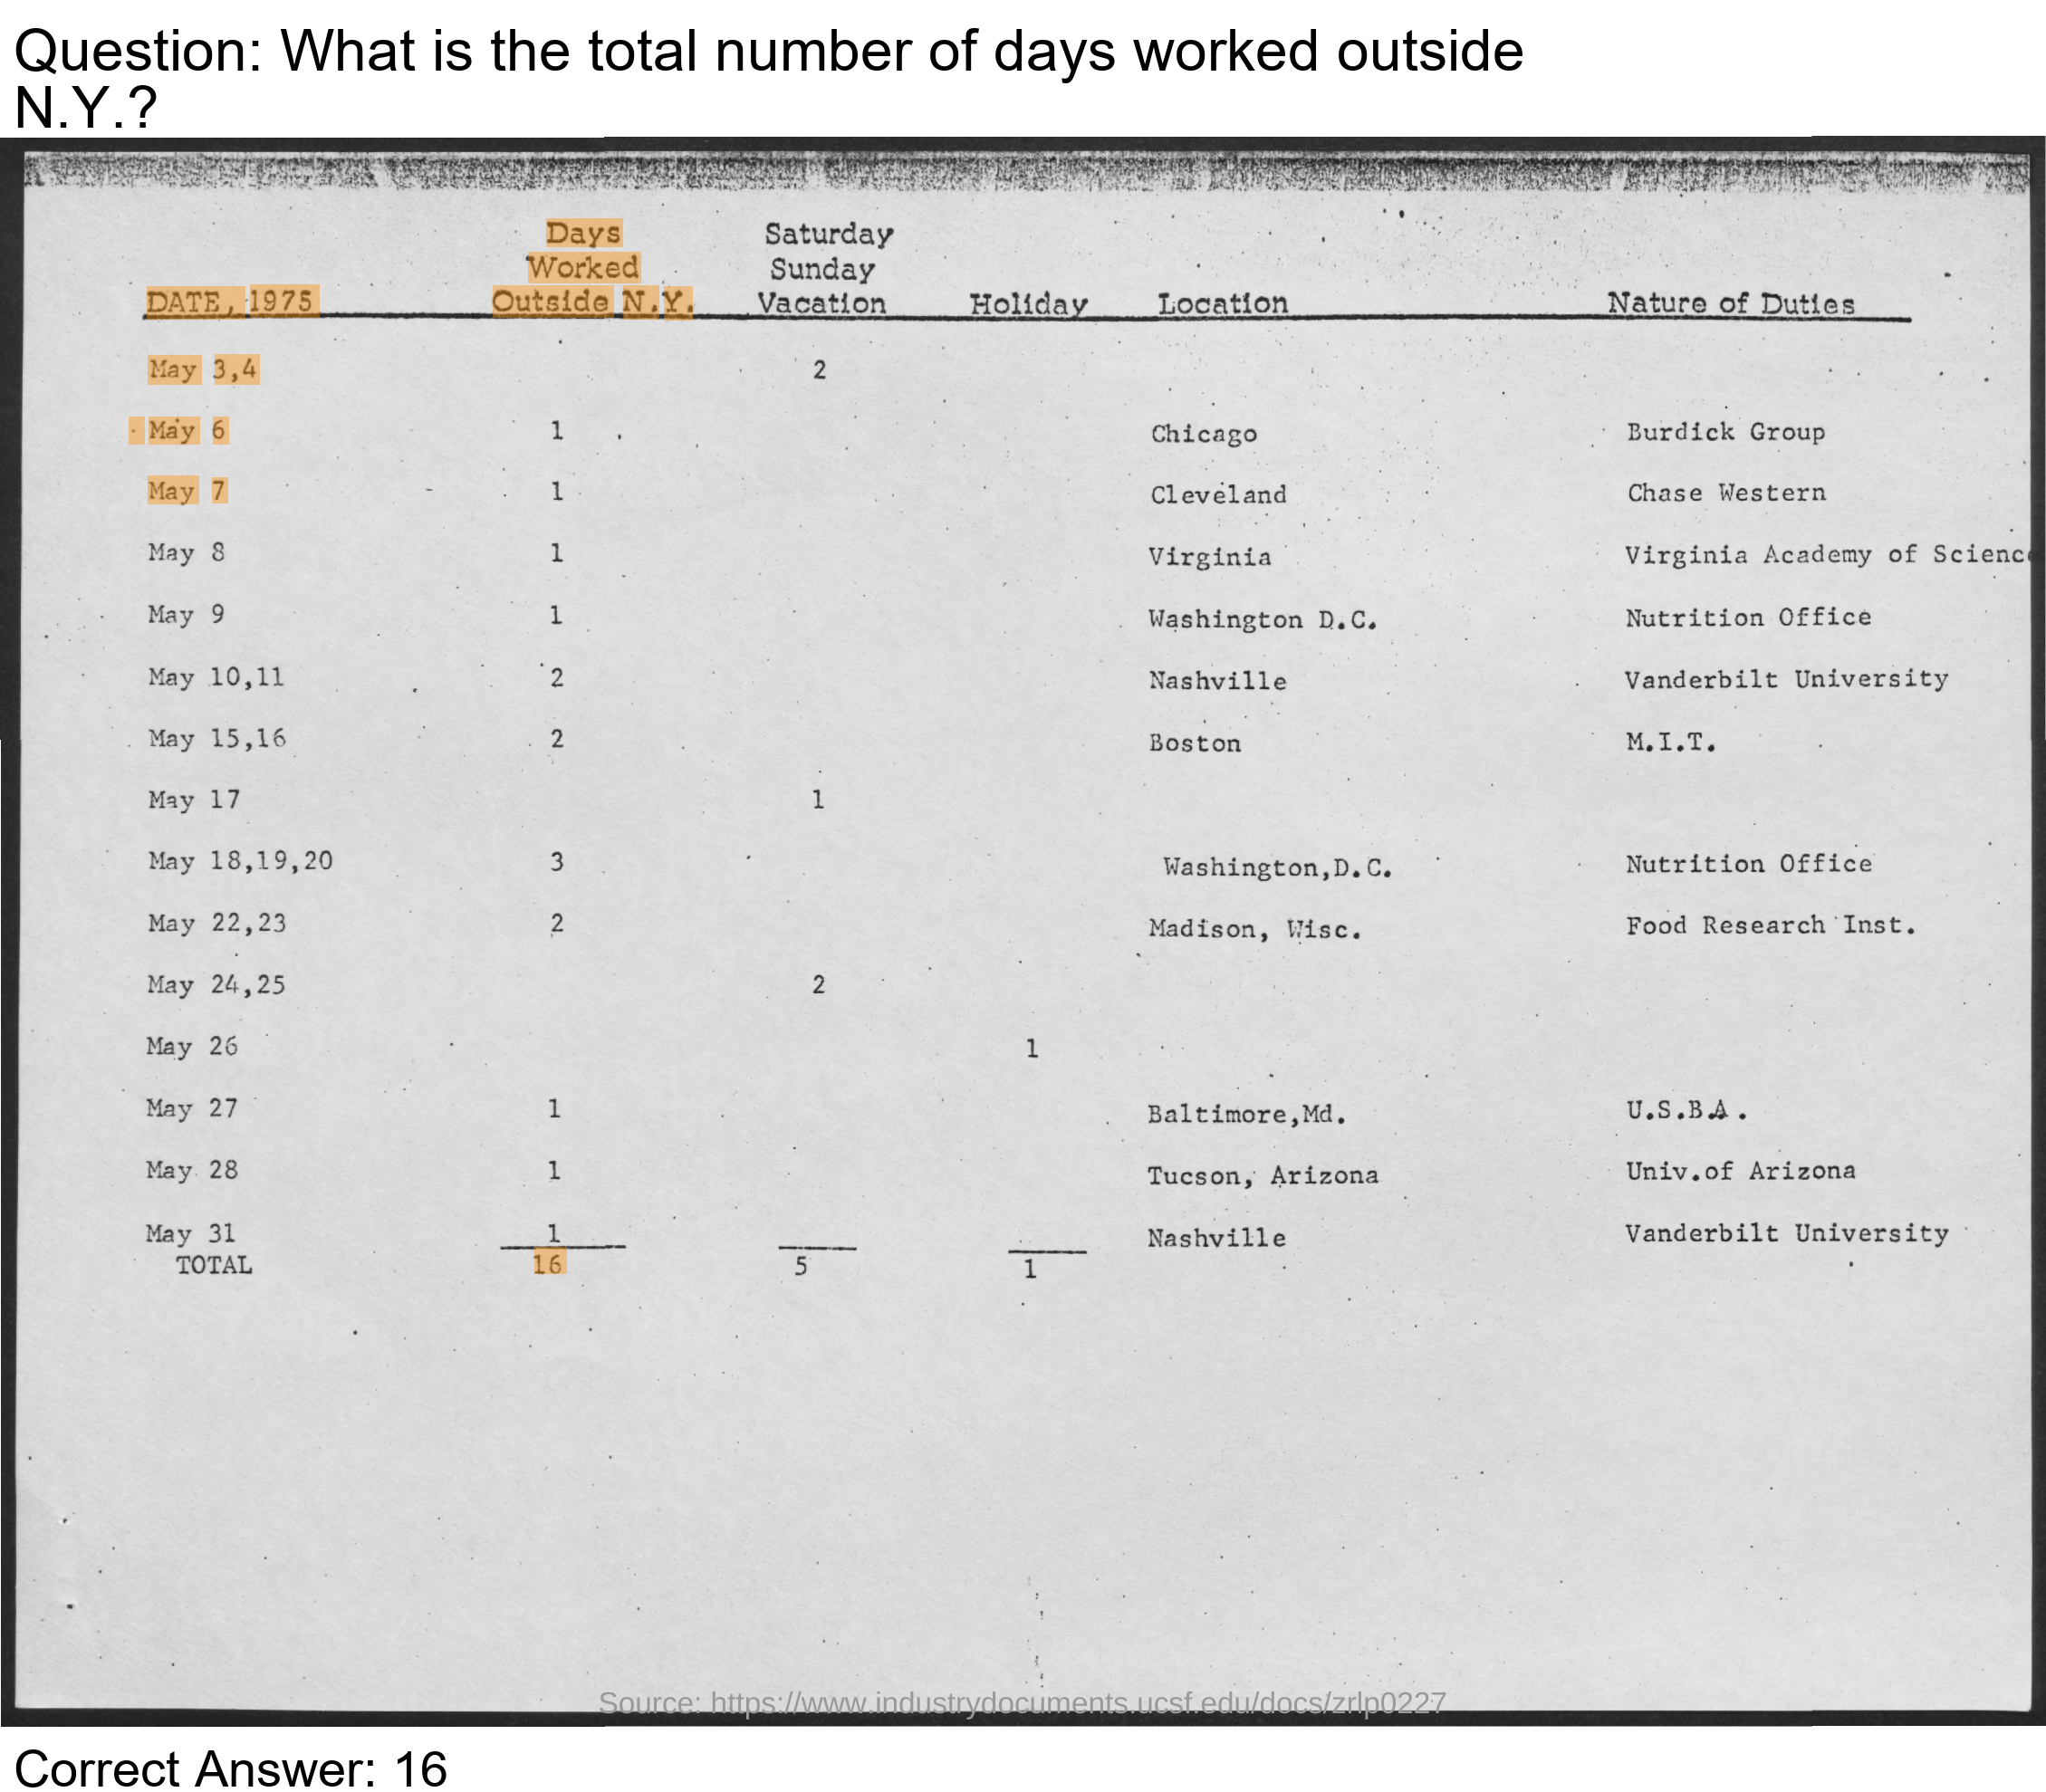 Question: What is the total number of days worked outside
N.Y.?
Days Saturday
Worked Sunday
DATE, 1975 Outside N.Y. Vacation Holiday Location Nature of Duties
May 3,4 2
May 6 1 Chicago Burdick Group
May 7 1 Cleveland Chase Western
May 8 1 Virginia Virginia Academy of Science
May 9 1 Washington D.C. Nutrition Office
May 10,11 2 Nashville Vanderbilt University
May 15,16 2 Boston M.I.T.
May 17 1
May 18,19,20 3 Washington,D.C. Nutrition Office
May 22,23 2 Madison, Wisc. Food Research Inst.
May 24,25 2
May 26 1
May 27 1 Baltimore,Md. U.S.B.A.
May 28 1 Tucson, Arizona Univ.of Arizona
May 31 1 Nashville Vanderbilt University
TOTAL 16 5 1
Source: https://www.industrydocuments.ucsf.edu/docs/zrlp0227
Correct Answer: 16